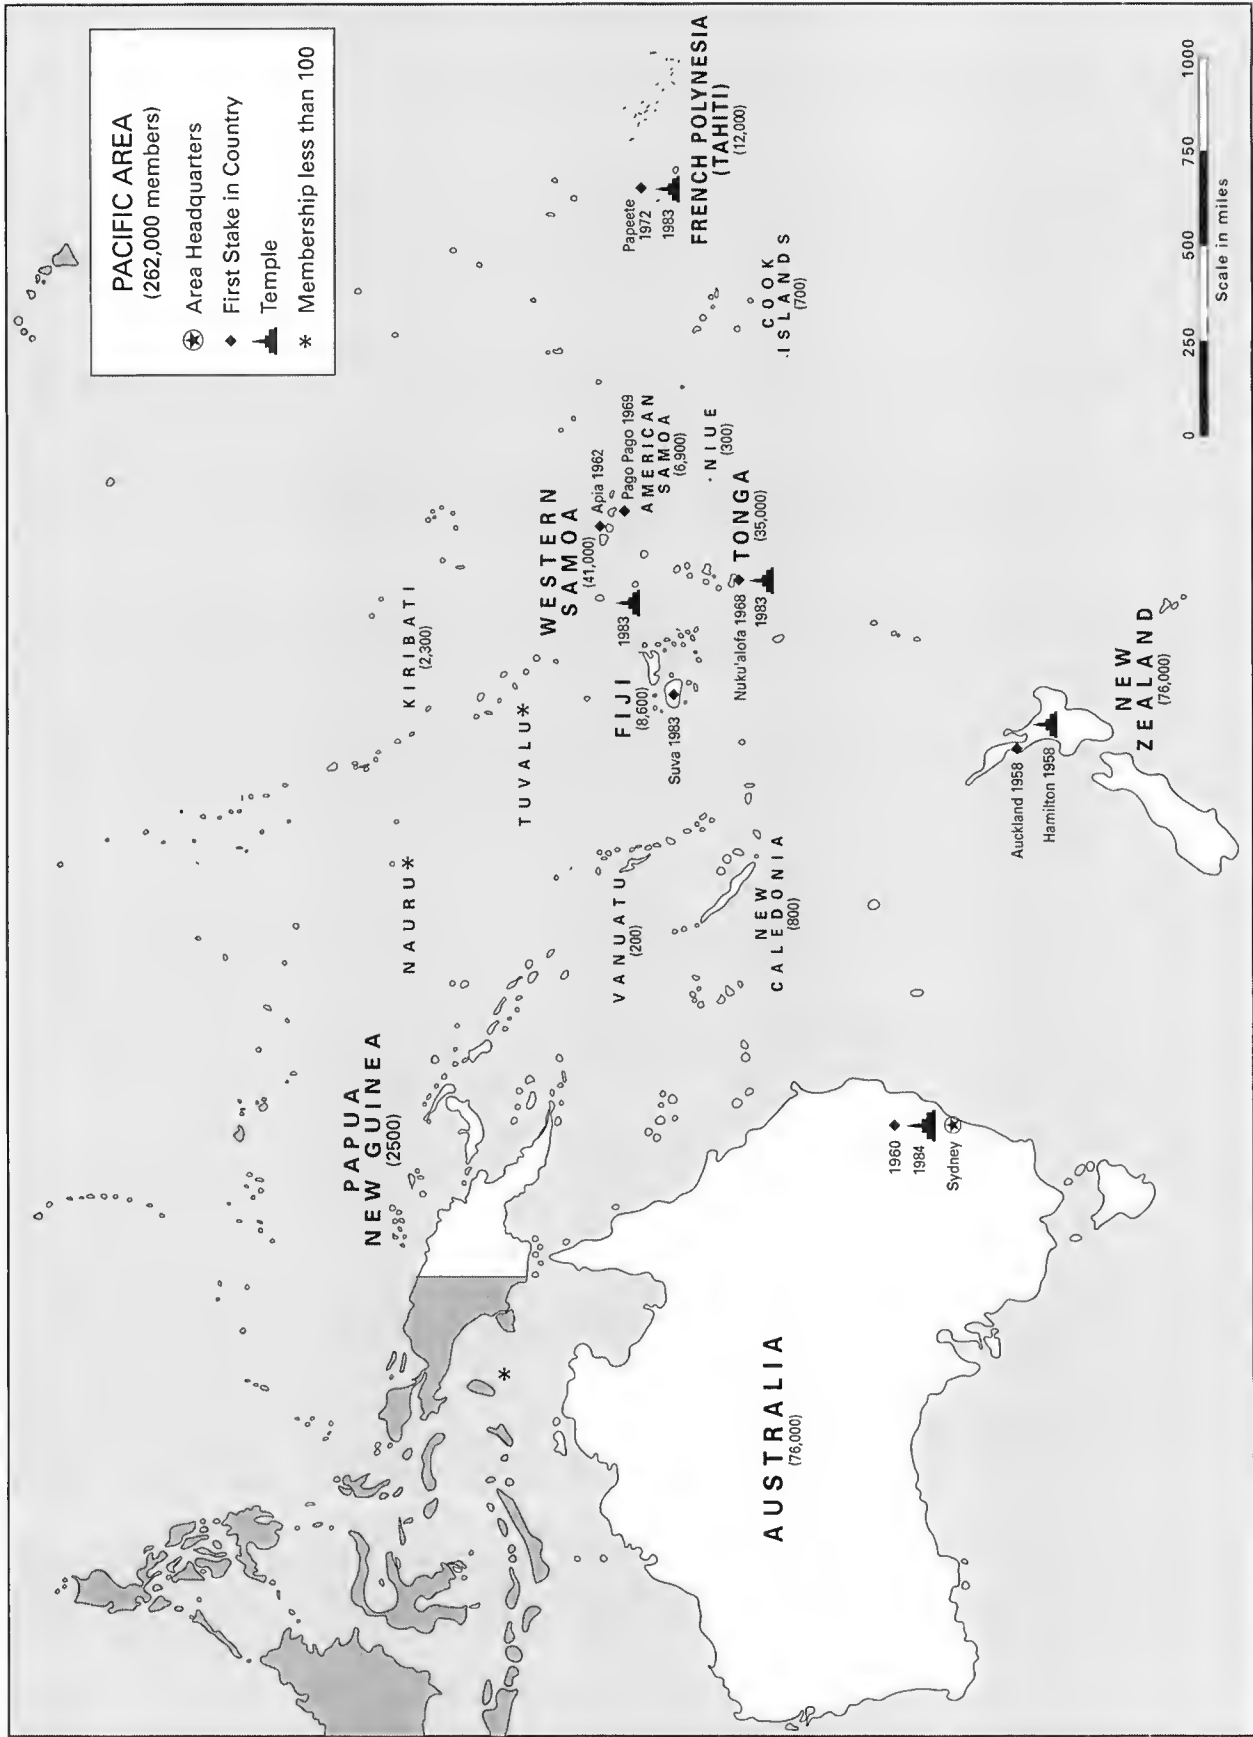 PACIFIC AREA
(262,000 members)
Area Headquarters
First Stake in Country
Temple
* Membership less than 100
PAPUA
NEW GUINEA
(2500)
NAURU*
KIRIBATI
(2,300)
TUVALU*
WESTERN
SAMOA
(41,000)
Apia 1962
Pago Pago 1969
AMERICAN
SAMOA
(6,900)
1983
FIJI
(8,600)
Suva 1983
VANUATU
(200)
NEW
CALEDONIA
(800)
NIUE
(300)
TONGA
(35,000)
Nuku'alofa 1968
1983
COOK
ISLANDS
(700)
Papeete
1972
1983
FRENCH POLYNESIA
(TAHITI)
(12,000)
*
AUSTRALIA
(76,000)
1960
1984
Sydney
Auckland 1958
Hamilton 1958
NEW
ZEALAND
(76,000)
0 250 500 750 1000
Scale in miles